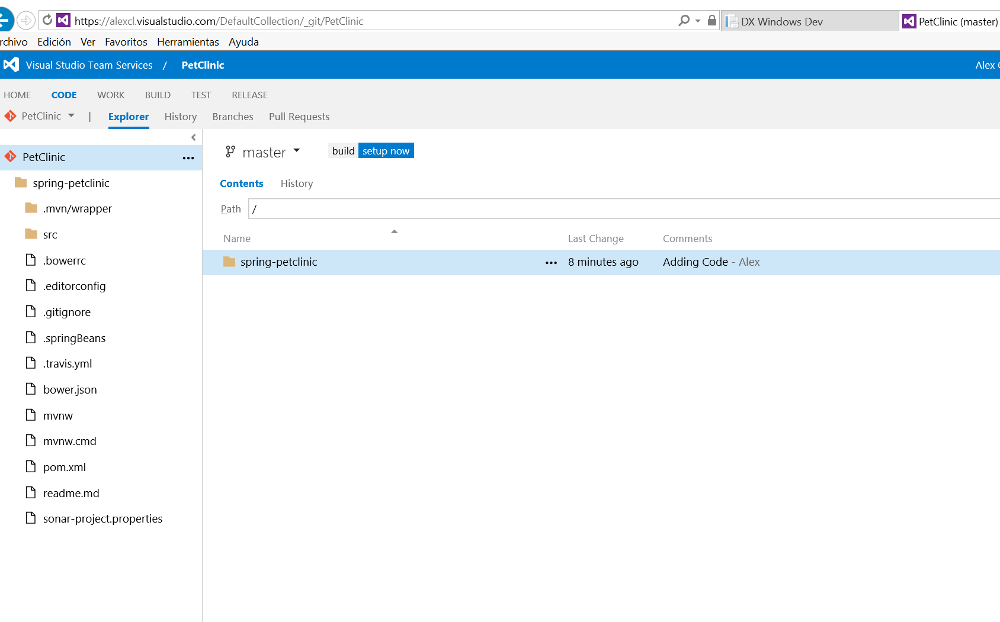 https://alexcl.visualstudio.com/DefaultCollection/_git/PetClinic DX Windows Dev PetClinic (master)
rchivo Edición Ver Favoritos Herramientas Ayuda
Visual Studio Team Services / PetClinic Alex
HOME CODE WORK BUILD TEST RELEASE
PetClinic | Explorer History Branches Pull Requests
PetClinic ...
spring-petclinic
.mvn/wrapper
src
.bowerrc
.editorconfig
.gitignore
.springBeans
.travis.yml
bower.json
mvnw
mvnw.cmd
pom.xml
readme.md
sonar-project.properties
master build setup now
Contents History
Path /
Name Last Change Comments
spring-petclinic ... 8 minutes ago Adding Code - Alex